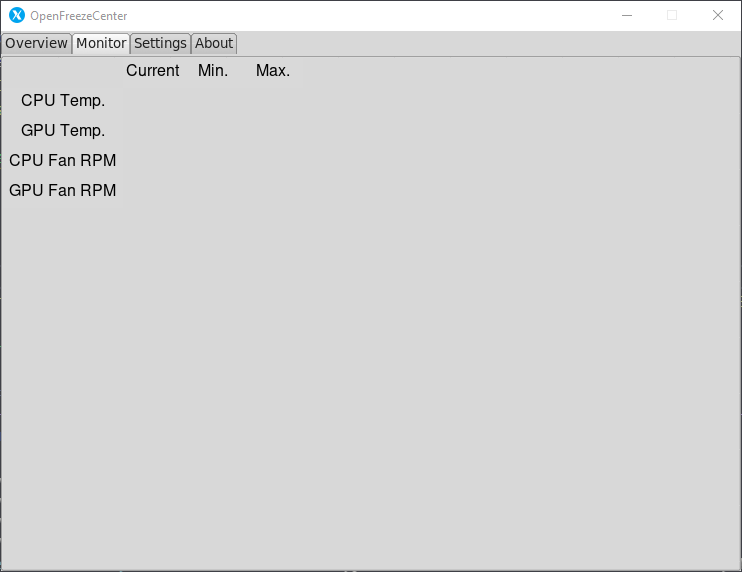 OpenFreezeCenter
Overview Monitor Settings About
Current Min. Max.
CPU Temp.
GPU Temp.
CPU Fan RPM
GPU Fan RPM